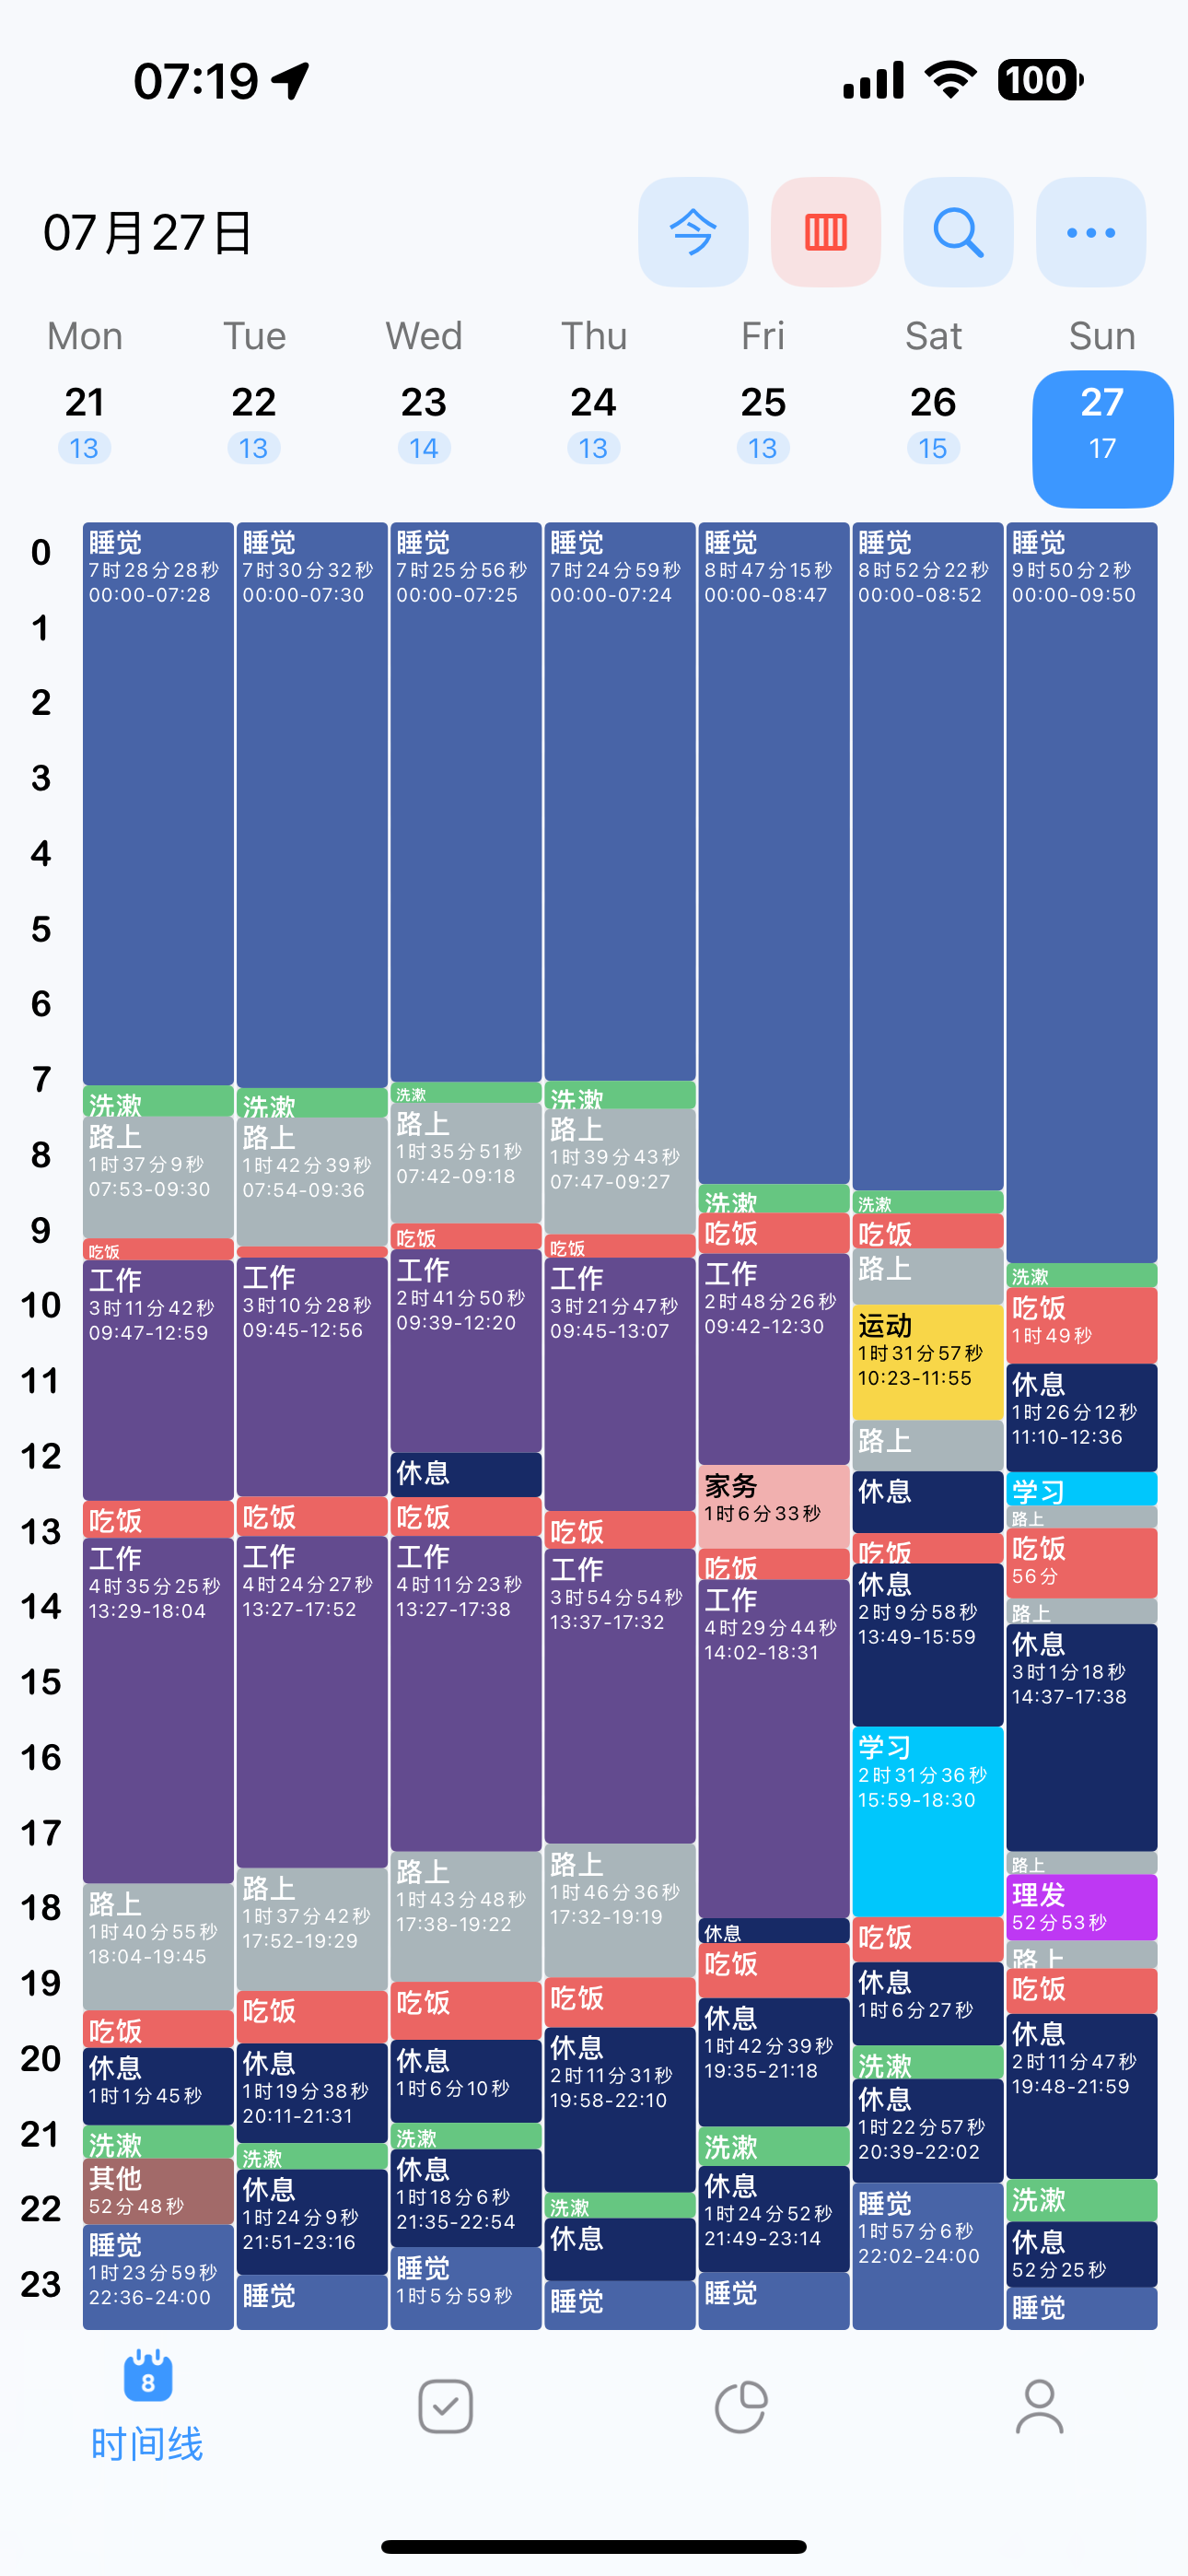 07:19
100
07月27日
今
Mon Tue Wed Thu Fri Sat Sun
21 22 23 24 25 26 27
13 13 14 13 13 15 17
0
1
2
3
4
5
6
7
8
9
10
11
12
13
14
15
16
17
18
19
20
21
22
23
睡觉
7时28分28秒
00:00-07:28
洗漱
路上
1时37分9秒
07:53-09:30
吃饭
工作
3时11分42秒
09:47-12:59
吃饭
工作
4时35分25秒
13:29-18:04
路上
1时40分55秒
18:04-19:45
吃饭
休息
1时1分45秒
洗漱
其他
52分48秒
睡觉
1时23分59秒
22:36-24:00
睡觉
7时30分32秒
00:00-07:30
洗漱
路上
1时42分39秒
07:54-09:36
工作
3时10分28秒
09:45-12:56
吃饭
工作
4时24分27秒
13:27-17:52
路上
1时37分42秒
17:52-19:29
吃饭
休息
1时19分38秒
20:11-21:31
洗漱
休息
1时24分9秒
21:51-23:16
睡觉
睡觉
7时25分56秒
00:00-07:25
洗漱
路上
1时35分51秒
07:42-09:18
吃饭
工作
2时41分50秒
09:39-12:20
休息
吃饭
工作
4时11分23秒
13:27-17:38
路上
1时43分48秒
17:38-19:22
吃饭
休息
1时6分10秒
洗漱
休息
1时18分6秒
21:35-22:54
睡觉
1时5分59秒
睡觉
7时24分59秒
00:00-07:24
洗漱
路上
1时39分43秒
07:47-09:27
吃饭
工作
3时21分47秒
09:45-13:07
吃饭
工作
3时54分54秒
13:37-17:32
路上
1时46分36秒
17:32-19:19
吃饭
休息
2时11分31秒
19:58-22:10
洗漱
休息
睡觉
睡觉
8时47分15秒
00:00-08:47
洗漱
吃饭
工作
2时48分26秒
09:42-12:30
家务
1时6分33秒
吃饭
工作
4时29分44秒
14:02-18:31
休息
吃饭
休息
1时42分39秒
19:35-21:18
洗漱
休息
1时24分52秒
21:49-23:14
睡觉
睡觉
8时52分22秒
00:00-08:52
洗漱
吃饭
路上
运动
1时31分57秒
10:23-11:55
路上
休息
吃饭
休息
2时9分58秒
13:49-15:59
学习
2时31分36秒
15:59-18:30
吃饭
休息
1时6分27秒
洗漱
休息
1时22分57秒
20:39-22:02
睡觉
1时57分6秒
22:02-24:00
睡觉
9时50分2秒
00:00-09:50
洗漱
吃饭
1时49秒
休息
1时26分12秒
11:10-12:36
学习
路上
吃饭
56分
路上
休息
3时1分18秒
14:37-17:38
路上
理发
52分53秒
路上
吃饭
休息
2时11分47秒
19:48-21:59
洗漱
休息
52分25秒
睡觉
8
时间线